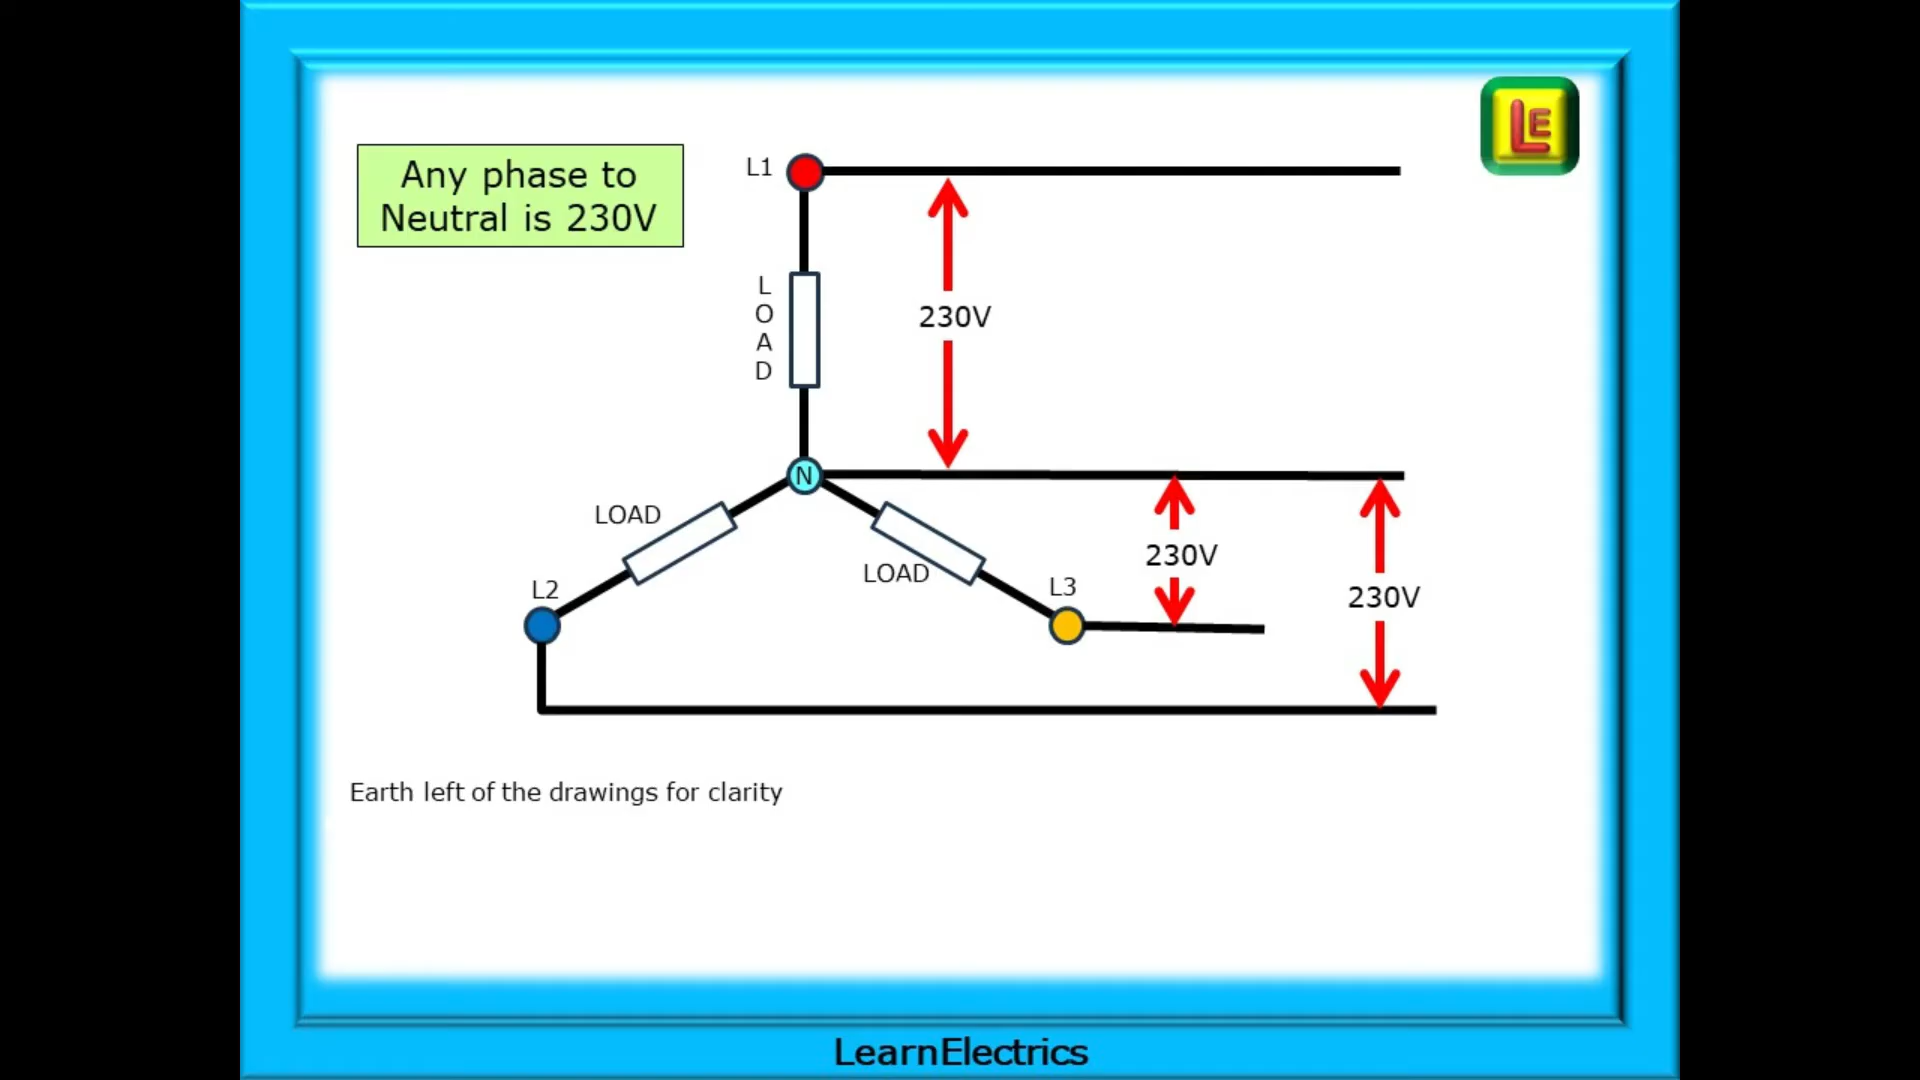 Any phase to
Neutral is 230V
LE
L1
L
O
A
D
230V
N
LOAD
LOAD
L2
L3
230V
230V
Earth left of the drawings for clarity
LearnElectrics